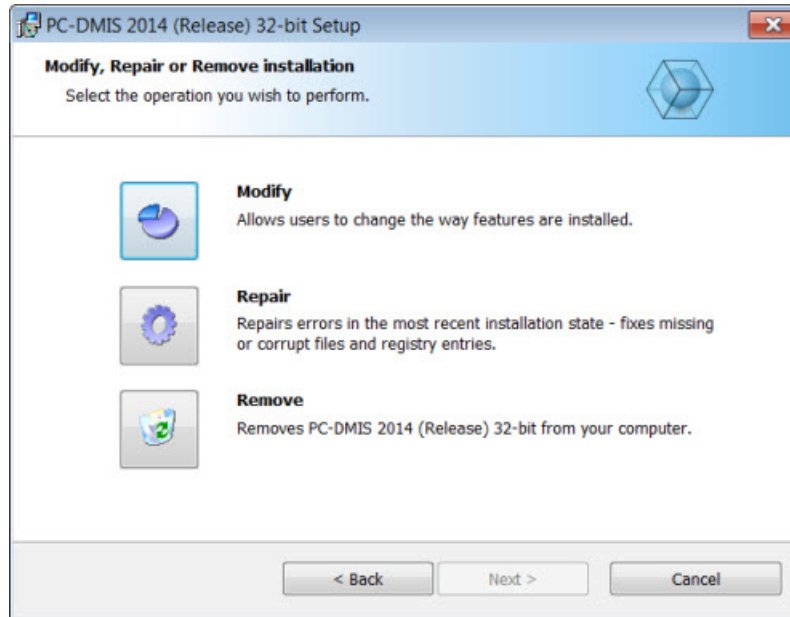 PC-DMIS 2014 (Release) 32-bit Setup
Modify, Repair or Remove installation
Select the operation you wish to perform.
Modify
Allows users to change the way features are installed.
Repair
Repairs errors in the most recent installation state - fixes missing
or corrupt files and registry entries.
Remove
Removes PC-DMIS 2014 (Release) 32-bit from your computer.
< Back
Next >
Cancel